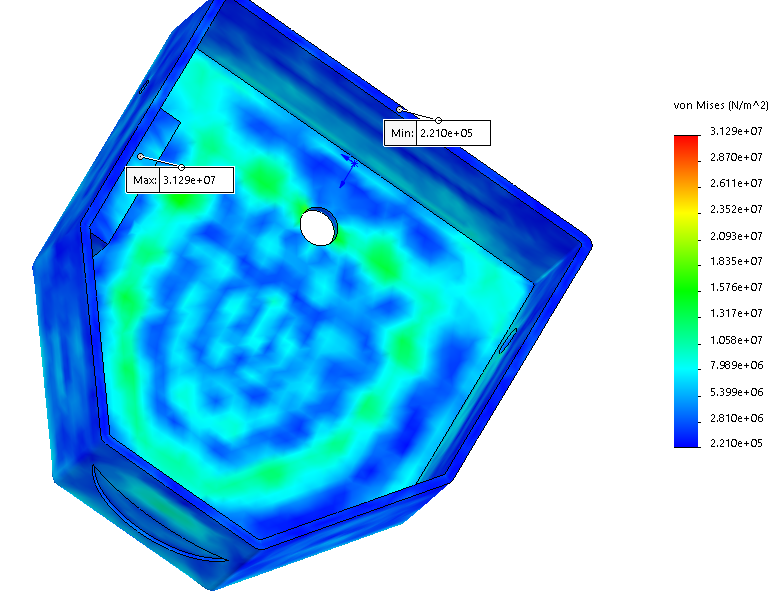 von Mises (N/m^2)
3.129e+07
2.870e+07
2.611e+07
2.352e+07
2.093e+07
1.835e+07
1.576e+07
1.317e+07
1.058e+07
7.989e+06
5.399e+06
2.810e+06
2.210e+05
Min: 2.210e+05
Max: 3.129e+07